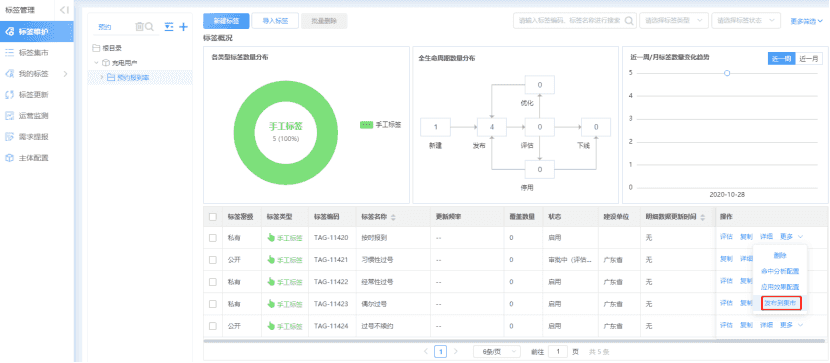 标签管理
标签维护
标签集市
我的标签
标签更新
运营监测
需求提报
主体配置
预约
根目录
充电用户
预约报到率
新建标签 导入标签 批量删除
请输入标签编码、标签名称进行搜索 请选择标签类型 请选择标签状态 更多筛选
标签概况
各类型标签数量分布
手工标签
5 (100%)
手工标签
全生命周期数量分布
0
优化
1 4 0 0
新建 发布 评估 下线
0
停用
近一周/月标签数量变化趋势
近一周 近一月
5
4
3
2
1
0
2020-10-28
标签密级 标签类型 标签编码 标签名称 更新频率 覆盖数量 状态 建设单位 明细数据更新时间 操作
私有 手工标签 TAG-11420 按时报到 -- 0 启用 无 评估 复制 详细 更多
公开 手工标签 TAG-11421 习惯性过号 -- 0 审批中（评估... 广东省 无 复制 详细
私有 手工标签 TAG-11422 经常性过号 -- 0 启用 广东省 无 评估 复制
私有 手工标签 TAG-11423 偶尔过号 -- 0 启用 广东省 无 评估 复制
公开 手工标签 TAG-11424 过号不续约 -- 0 启用 广东省 无 评估 复制 详细 更多
删除
命中分析配置
应用效果配置
发布到集市
1 6条/页 前往 1 页 共 5 条